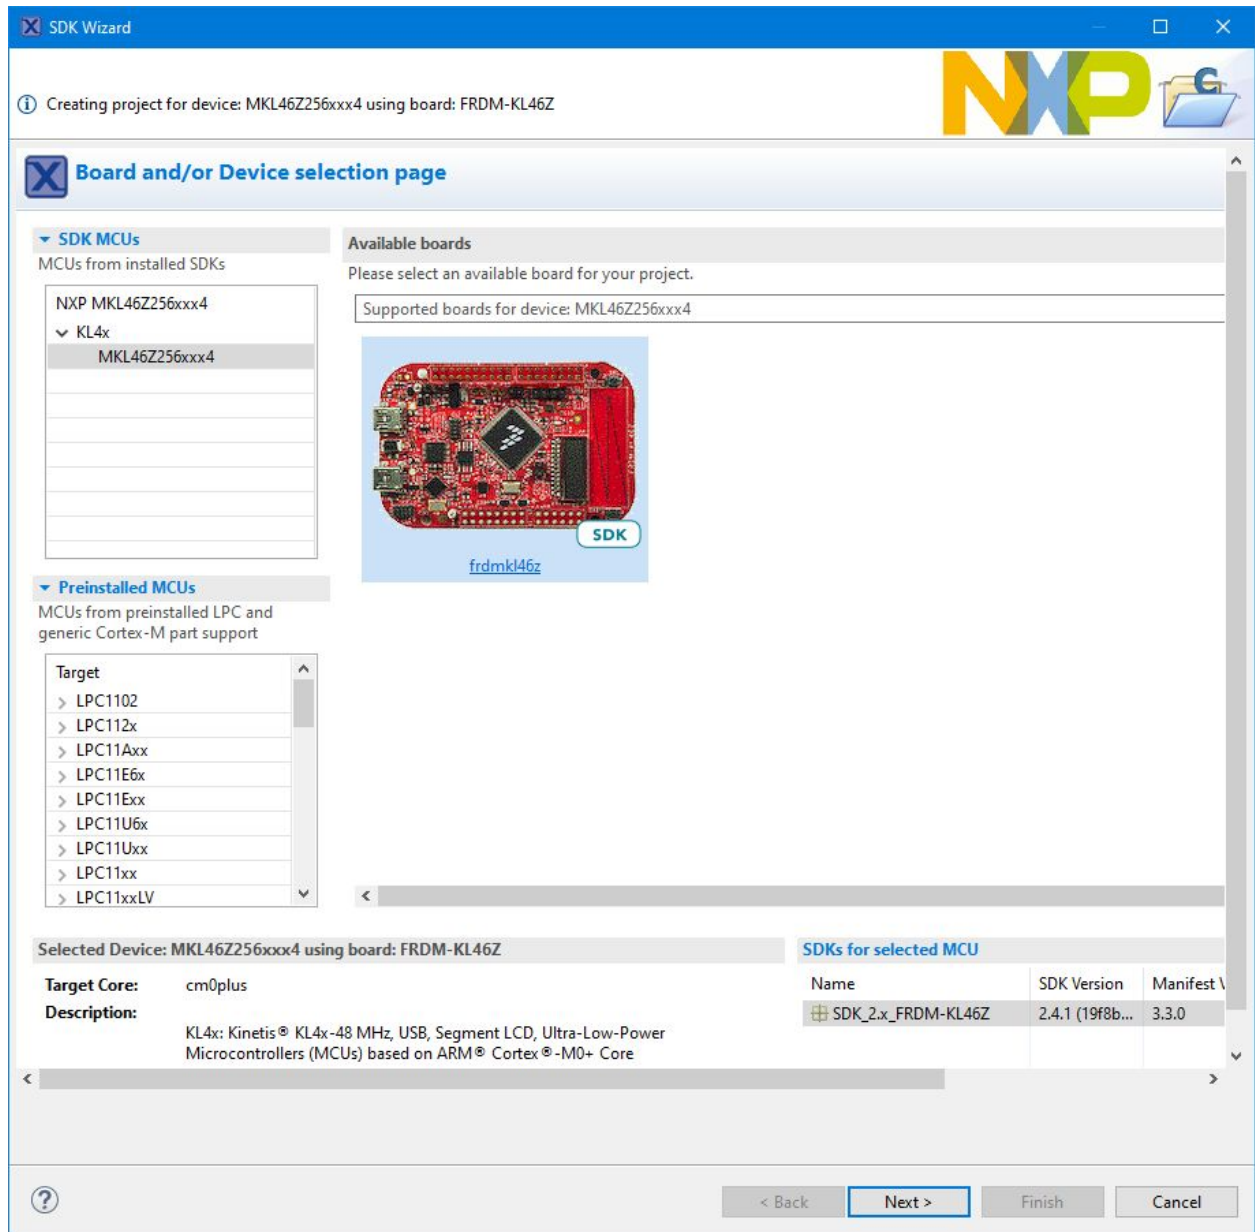 SDK Wizard
NXP
Creating project for device: MKL46Z256xxx4 using board: FRDM-KL46Z
Board and/or Device selection page
SDK MCUs
MCUs from installed SDKs
NXP MKL46Z256xxx4
KL4x
MKL46Z256xxx4
Preinstalled MCUs
MCUs from preinstalled LPC and
generic Cortex-M part support
Target
LPC1102
LPC112x
LPC11Axx
LPC11E6x
LPC11Exx
LPC11U6x
LPC11Uxx
LPC11xx
LPC11xxLV
Available boards
Please select an available board for your project.
Supported boards for device: MKL46Z256xxx4
SDK
frdmkl46z
Selected Device: MKL46Z256xxx4 using board: FRDM-KL46Z
Target Core: cm0plus
Description:
KL4x: Kinetis® KL4x-48 MHz, USB, Segment LCD, Ultra-Low-Power
Microcontrollers (MCUs) based on ARM® Cortex®-M0+ Core
SDKs for selected MCU
Name SDK Version Manifest V
SDK_2.x_FRDM-KL46Z 2.4.1 (19f8b... 3.3.0
< Back Next > Finish Cancel